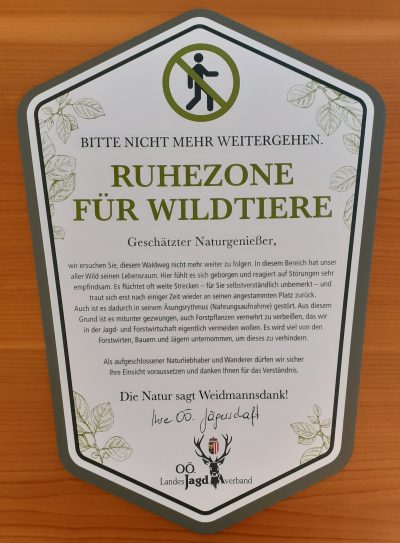 BITTE NICHT MEHR WEITERGEHEN.
RUHEZONE
FÜR WILDTIERE
Geschätzter Naturgenießer,
wir ersuchen Sie, diesem Waldweg nicht mehr weiter zu folgen. In diesem Bereich hat unser
aller Wild seinen Lebensraum. Hier fühlt es sich geborgen und reagiert auf Störungen sehr
empfindsam. Es flüchtet oft weite Strecken – für Sie selbstverständlich unbemerkt – und
traut sich erst nach einiger Zeit wieder an seinen angestammten Platz zurück.
Auch ist es dadurch in seinem Äsungsrythmus (Nahrungsaufnahme) gestört. Aus diesem
Grund ist es mitunter gezwungen, auch Forstpflanzen vermehrt zu verbeißen, das wir
in der Jagd- und Forstwirtschaft eigentlich vermeiden wollen. Es wird viel von den
Forstwirten, Bauern und Jägern unternommen, um dieses zu verhindern.
Als aufgeschlossener Naturliebhaber und Wanderer dürfen wir sicher
Ihre Einsicht voraussetzen und danken Ihnen für das Verständnis.
Die Natur sagt Weidmannsdank!
Ihre OÖ. Jägerschaft
OÖ
Landes Jagd verband